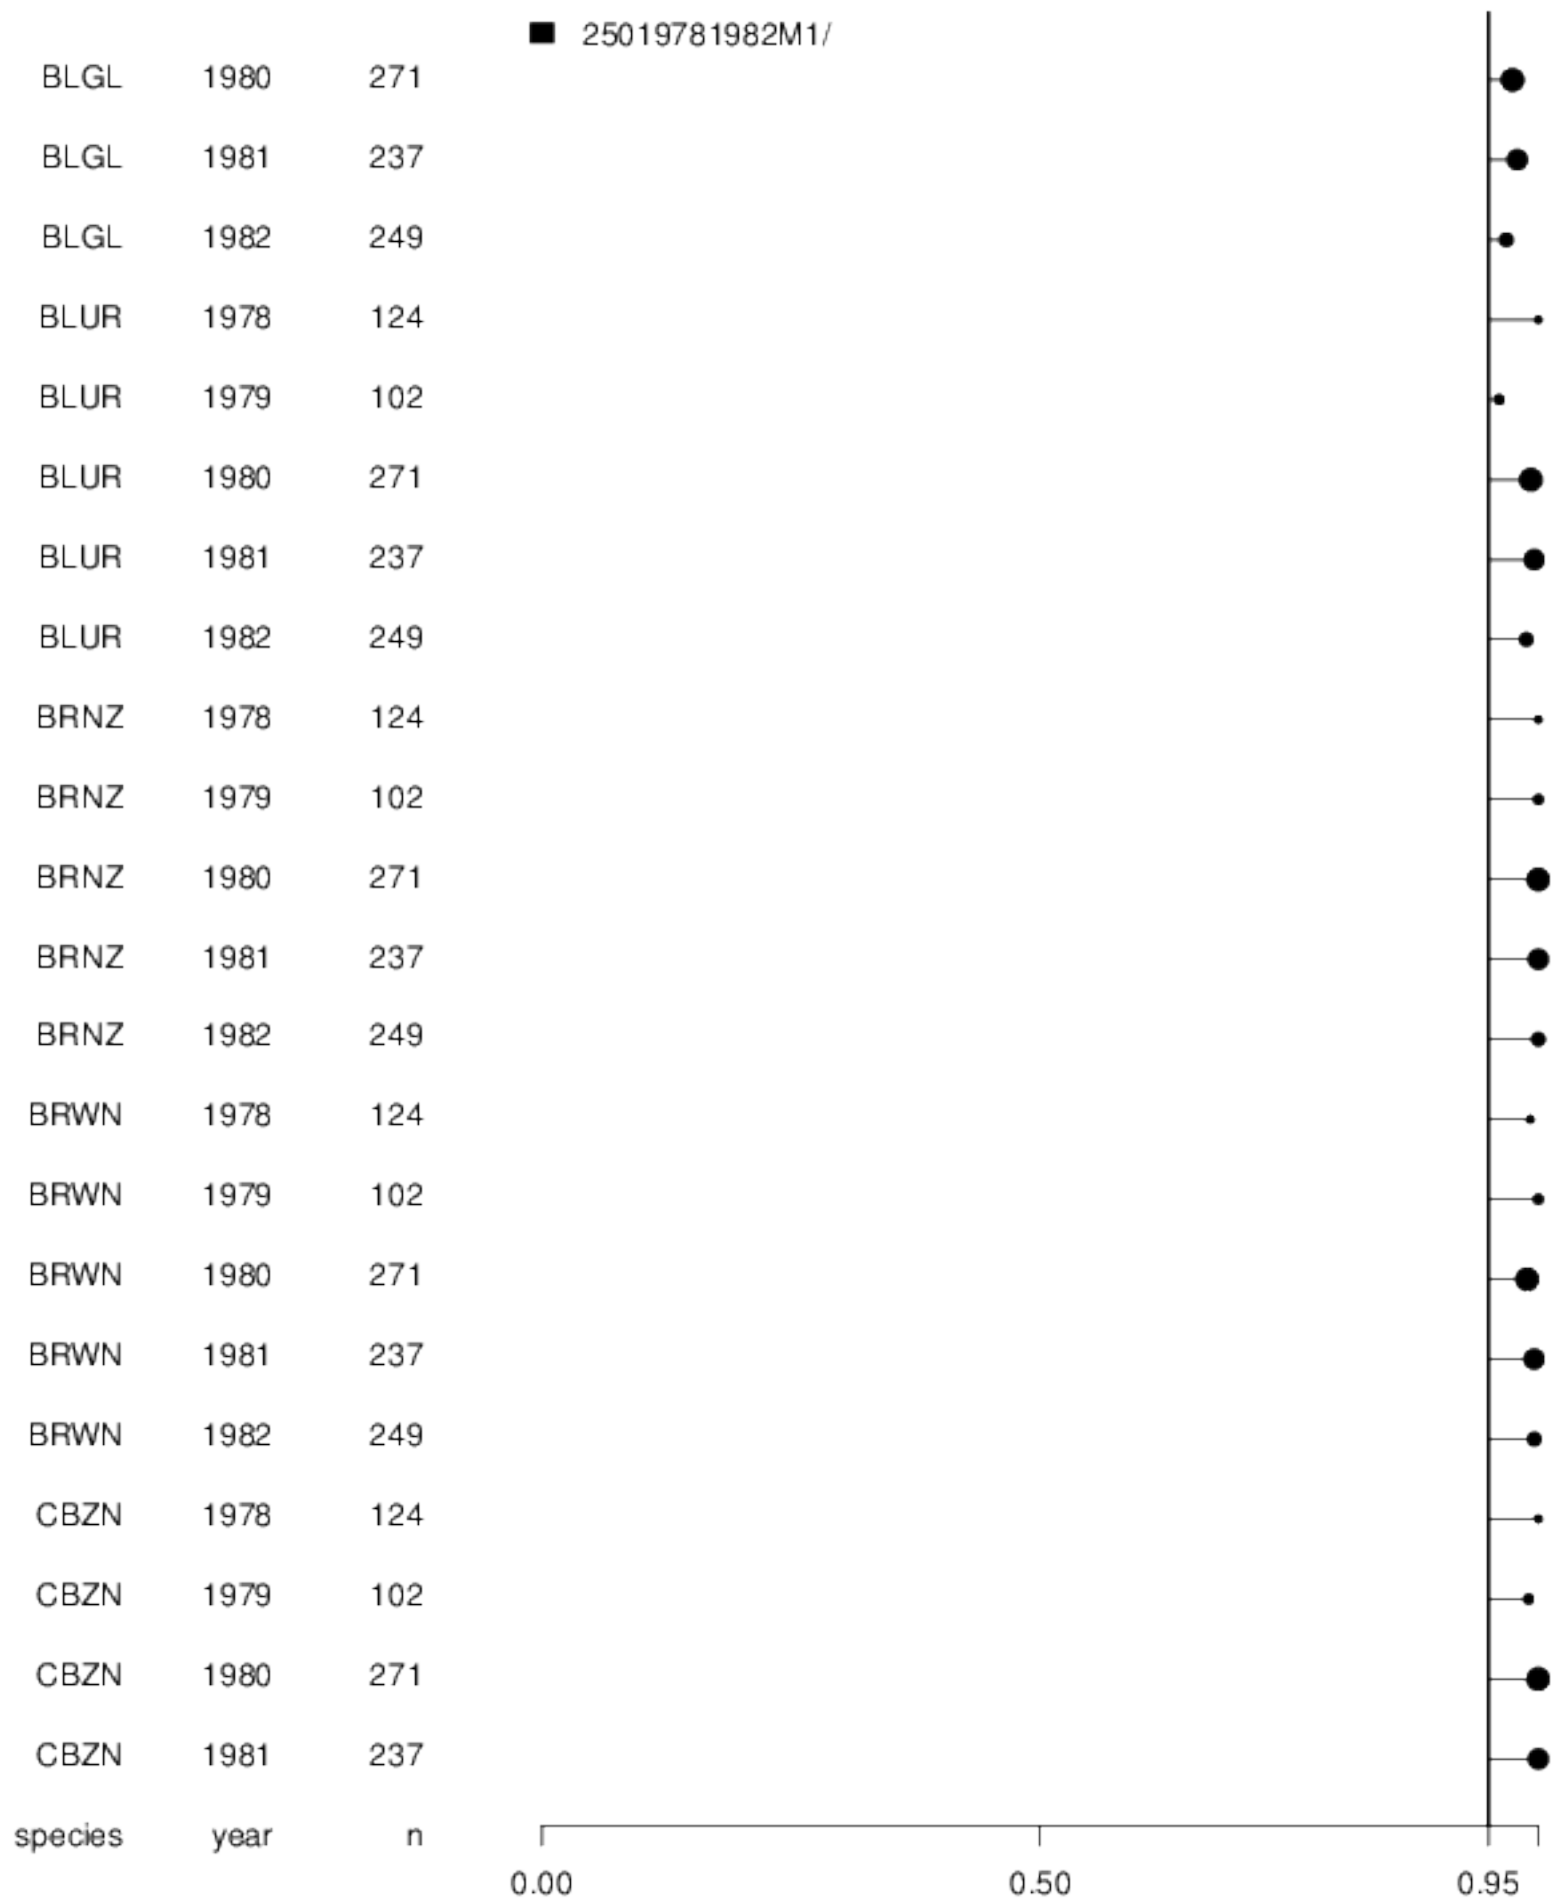 25019781982M1/
BLGL 1980 271
BLGL 1981 237
BLGL 1982 249
BLUR 1978 124
BLUR 1979 102
BLUR 1980 271
BLUR 1981 237
BLUR 1982 249
BRNZ 1978 124
BRNZ 1979 102
BRNZ 1980 271
BRNZ 1981 237
BRNZ 1982 249
BRWN 1978 124
BRWN 1979 102
BRWN 1980 271
BRWN 1981 237
BRWN 1982 249
CBZN 1978 124
CBZN 1979 102
CBZN 1980 271
CBZN 1981 237
species year n
0.00 0.50 0.95